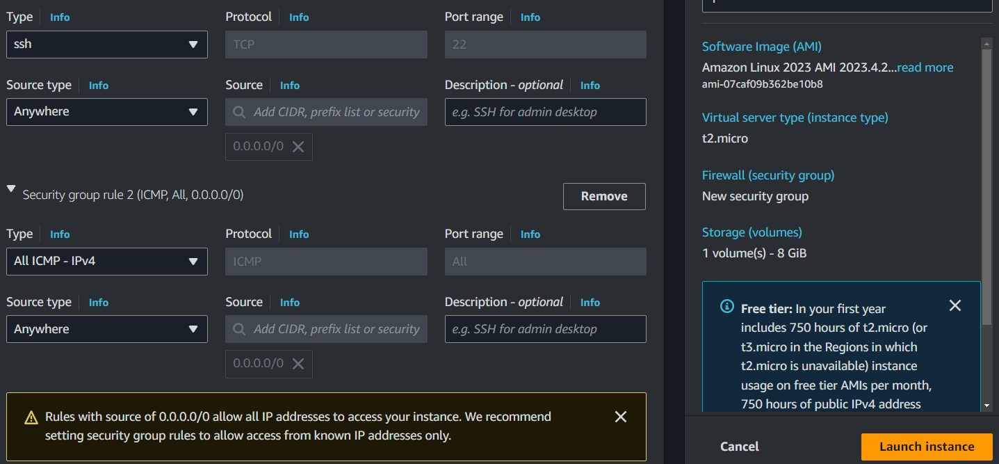 Type Info Protocol Info Port range Info
ssh TCP 22
Source type Info Source Info Description - optional Info
Anywhere Add CIDR, prefix list or security e.g. SSH for admin desktop
0.0.0.0/0
Security group rule 2 (ICMP, All, 0.0.0.0/0) Remove
Type Info Protocol Info Port range Info
All ICMP - IPv4 ICMP All
Source type Info Source Info Description - optional Info
Anywhere Add CIDR, prefix list or security e.g. SSH for admin desktop
0.0.0.0/0
Rules with source of 0.0.0.0/0 allow all IP addresses to access your instance. We recommend
setting security group rules to allow access from known IP addresses only.
Software Image (AMI)
Amazon Linux 2023 AMI 2023.4.2...read more
ami-07caf09b362be10b8
Virtual server type (instance type)
t2.micro
Firewall (security group)
New security group
Storage (volumes)
1 volume(s) - 8 GiB
Free tier: In your first year
includes 750 hours of t2.micro (or
t3.micro in the Regions in which
t2.micro is unavailable) instance
usage on free tier AMIs per month,
750 hours of public IPv4 address
Cancel Launch instance